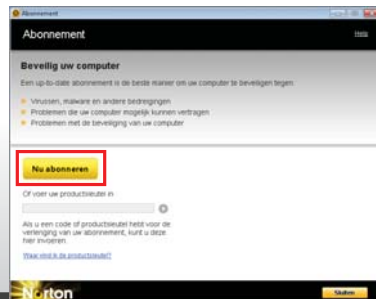 Abonnement
Abonnement
Help
Beveilig uw computer
Een up-to-date abonnement is de beste manier om uw computer te beveiligen tegen:
Virussen, malware en andere bedreigingen
Problemen die uw computer mogelijk kunnen vertragen
Problemen met de beveiliging van uw computer
Nu abonneren
Of voer uw productsleutel in
Als u een code of productsleutel hebt voor de
verlenging van uw abonnement, kunt u deze
hier invoeren.
Waar vind ik de productsleutel?
Norton
Sluiten